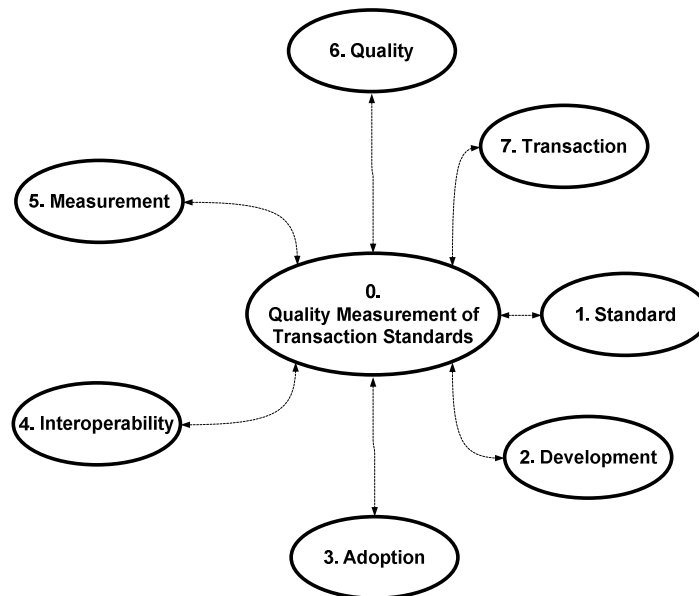 6. Quality
7. Transaction
5. Measurement
0.
Quality Measurement of
Transaction Standards
1. Standard
4. Interoperability
2. Development
3. Adoption